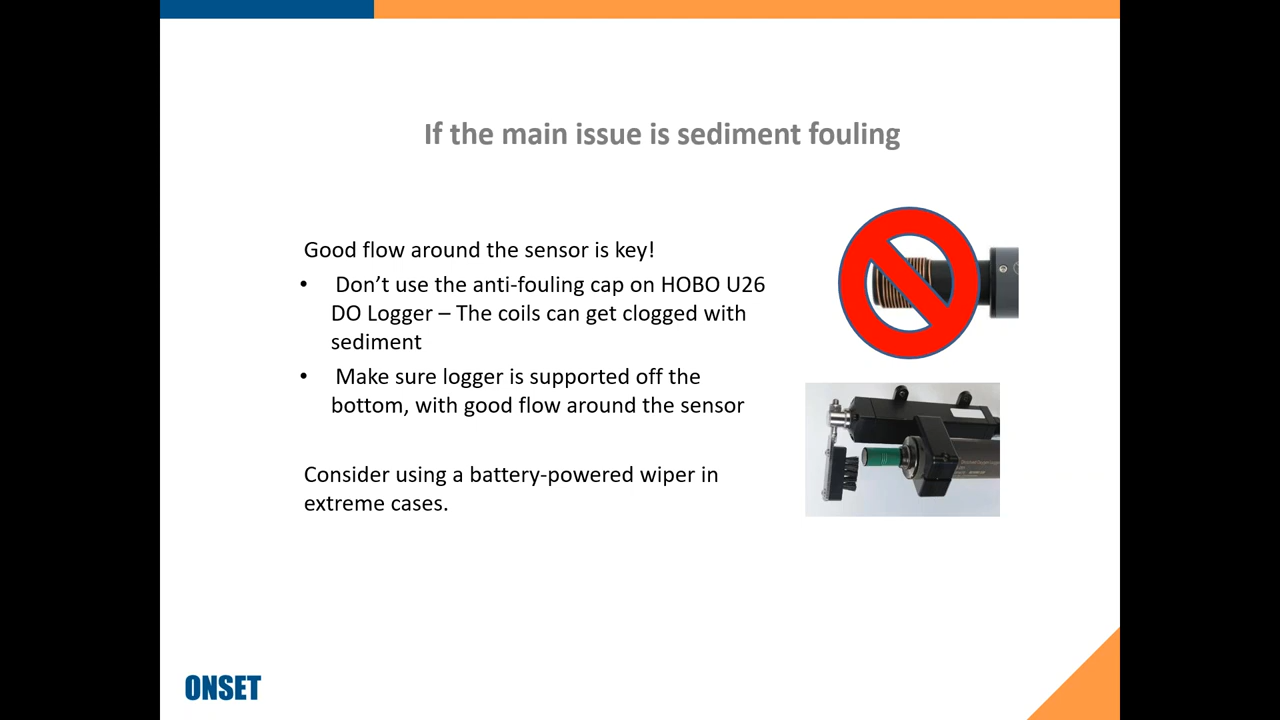 If the main issue is sediment fouling
Good flow around the sensor is key!
• Don’t use the anti-fouling cap on HOBO U26
DO Logger – The coils can get clogged with
sediment
• Make sure logger is supported off the
bottom, with good flow around the sensor
Consider using a battery-powered wiper in
extreme cases.
ONSET